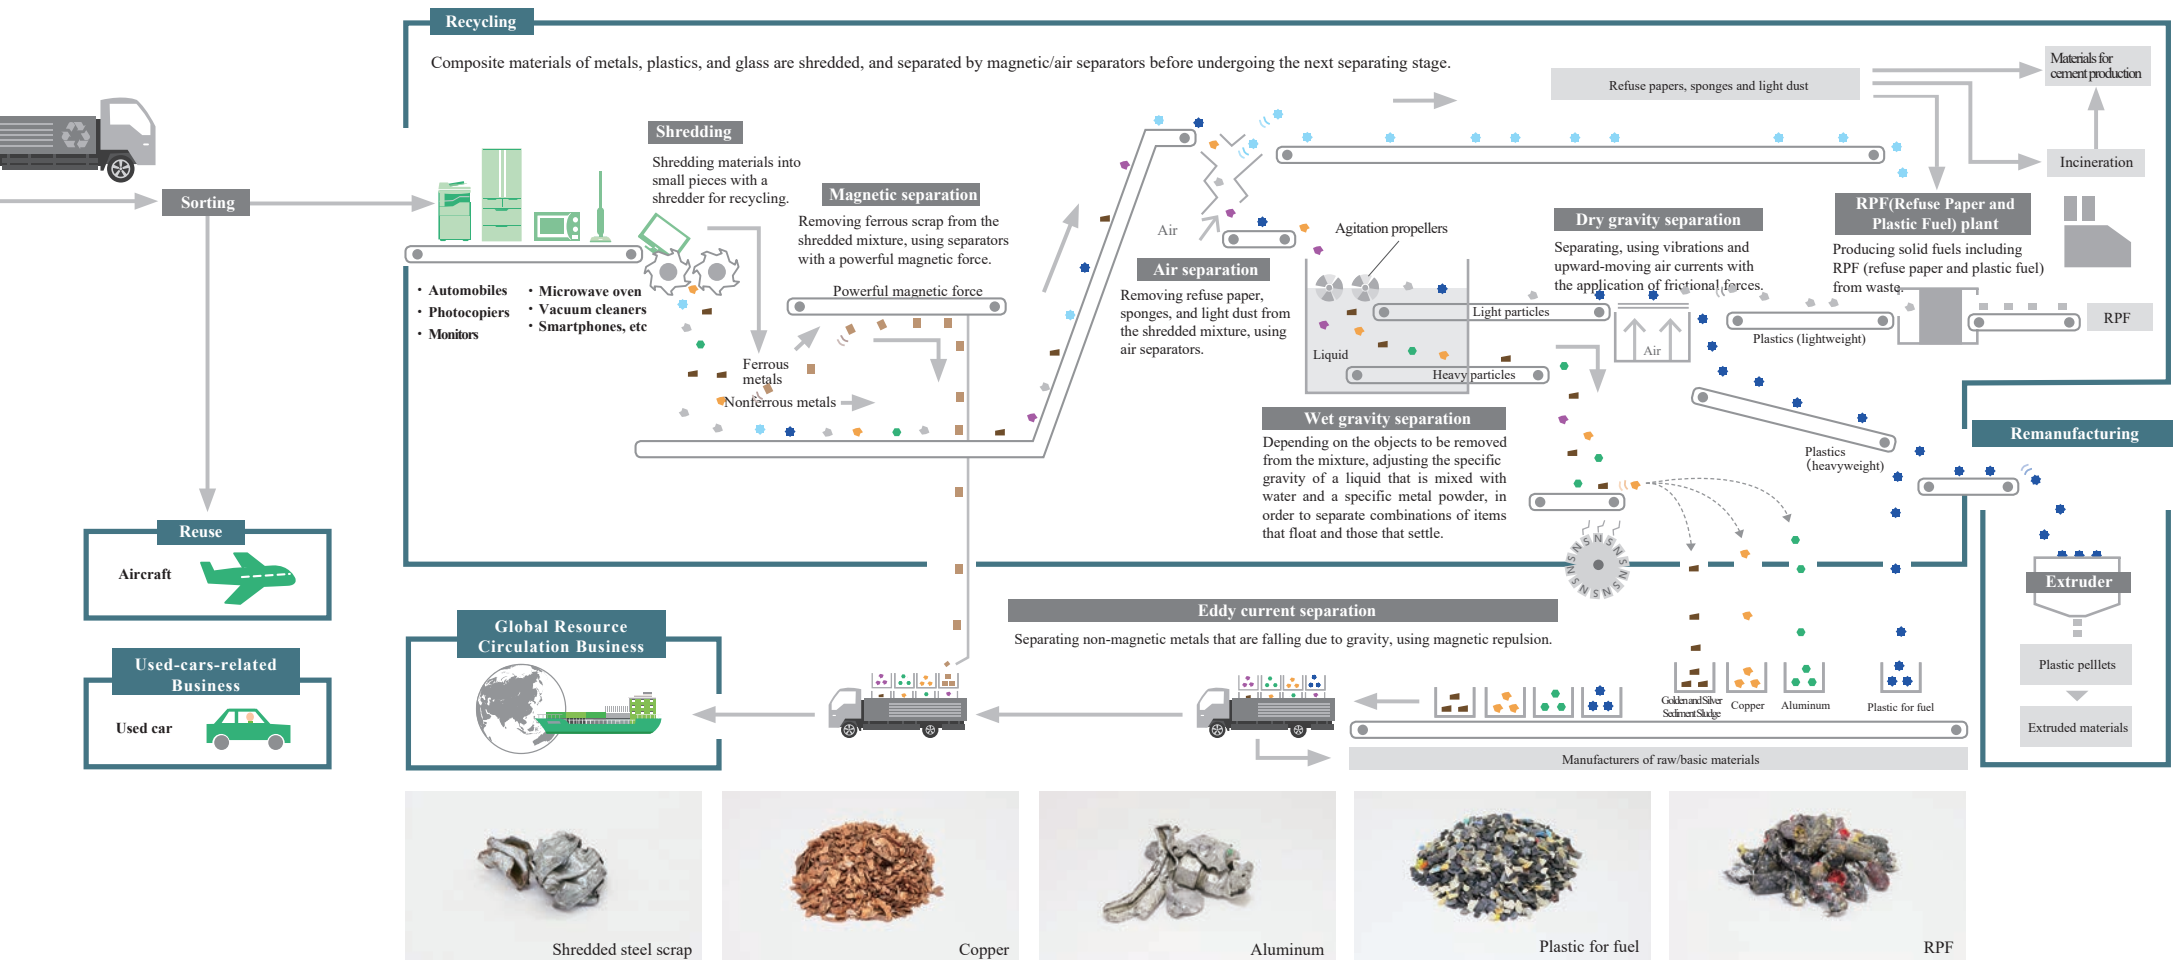 Recycling
Composite materials of metals, plastics, and glass are shredded, and separated by magnetic/air separators before undergoing the next separating stage.
Sorting
Shredding
Shredding materials into
small pieces with a
shredder for recycling.
・ Automobiles
・ Photocopiers
・ Monitors
・ Microwave oven
・ Vacuum cleaners
・ Smartphones, etc
Magnetic separation
Removing ferrous scrap from the
shredded mixture, using separators
with a powerful magnetic force.
Powerful magnetic force
Ferrous
metals
Nonferrous metals
Air
Air separation
Removing refuse paper,
sponges, and light dust from
the shredded mixture, using
air separators.
Agitation propellers
Liquid
Light particles
Heavy particles
Wet gravity separation
Depending on the objects to be removed
from the mixture, adjusting the specific
gravity of a liquid that is mixed with
water and a specific metal powder, in
order to separate combinations of items
that float and those that settle.
Dry gravity separation
Separating, using vibrations and
upward-moving air currents with
the application of frictional forces.
Air
Plastics (lightweight)
Plastics
（heavyweight)
Refuse papers, sponges and light dust
Materials for
cement production
Incineration
RPF(Refuse Paper and
Plastic Fuel) plant
Producing solid fuels including
RPF (refuse paper and plastic fuel)
from waste.
RPF
Remanufacturing
Extruder
Plastic pelllets
Extruded materials
Reuse
Aircraft
Used-cars-related
Business
Used car
Global Resource
Circulation Business
Eddy current separation
Separating non-magnetic metals that are falling due to gravity, using magnetic repulsion.
N S N S N S N S N S N S N S
Golden and Silver
Sediment Sludge
Copper
Aluminum
Plastic for fuel
Manufacturers of raw/basic materials
Shredded steel scrap
Copper
Aluminum
Plastic for fuel
RPF